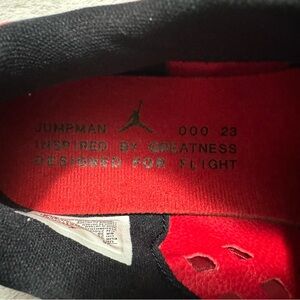 JUMPMAN 000 23
INSPIRED BY GREATNESS
DESIGNED FOR FLIGHT